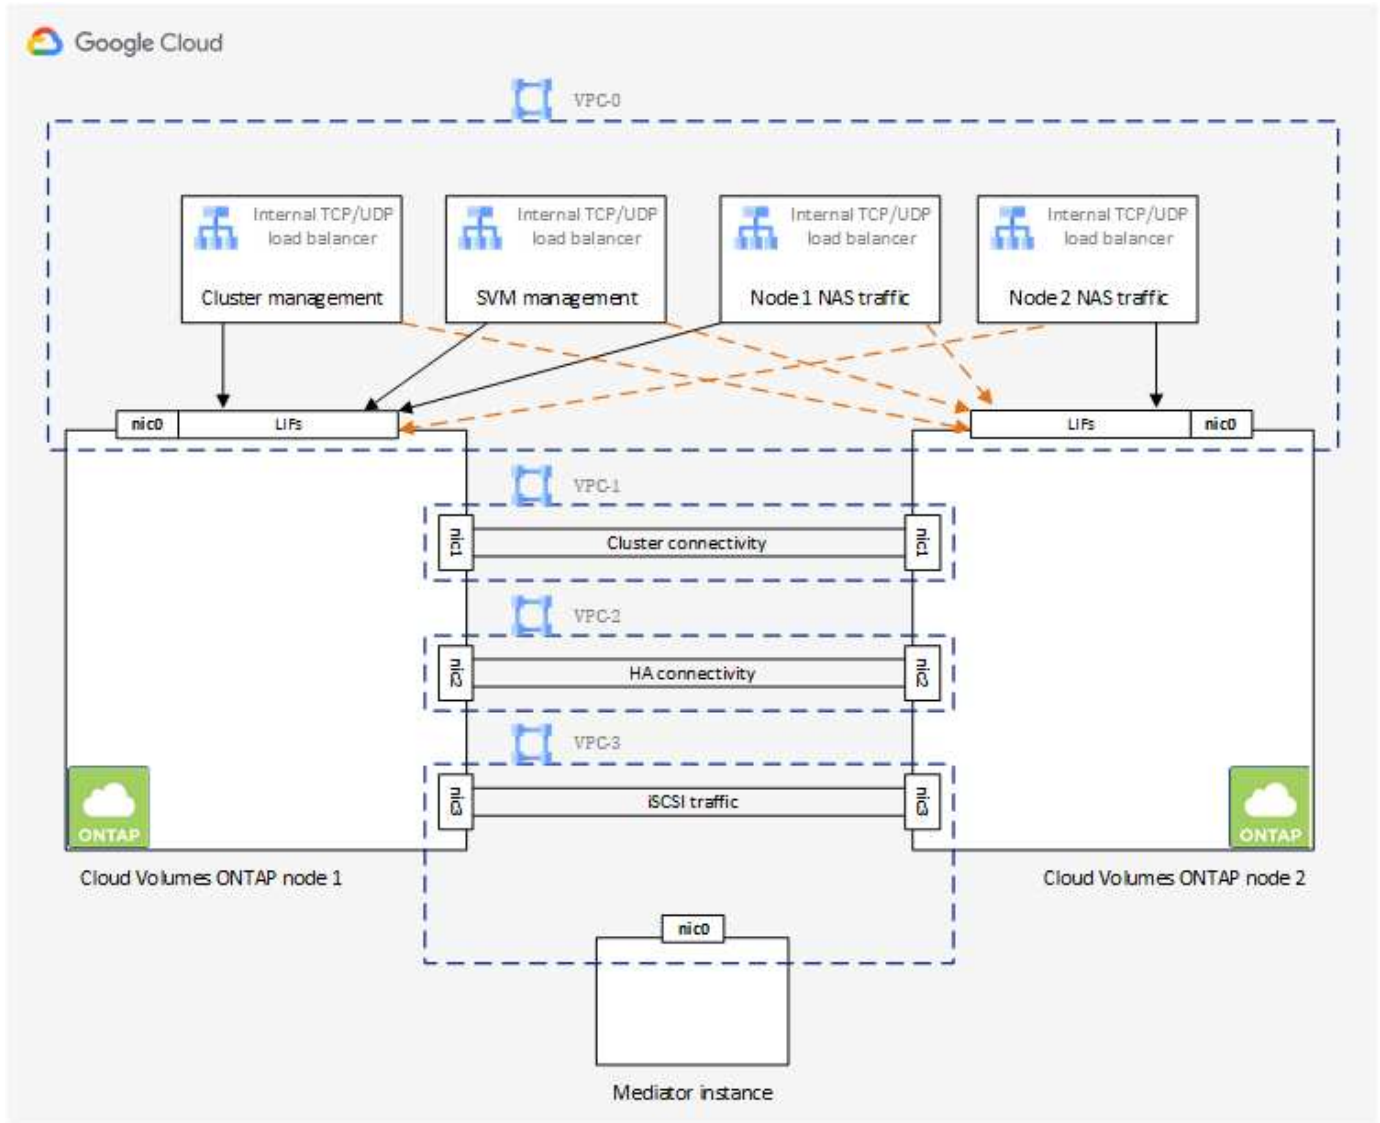 Google Cloud
VPC-0
Internal TCP/UDP
load balancer
Cluster management
Internal TCP/UDP
load balancer
SVM management
Internal TCP/UDP
load balancer
Node 1 NAS traffic
Internal TCP/UDP
load balancer
Node 2 NAS traffic
nic0
LIFs
LIFs
nic0
VPC-1
nic1
Cluster connectivity
nic1
VPC-2
nic2
HA connectivity
nic2
VPC-3
nic3
iSCSI traffic
nic3
ONTAP
ONTAP
Cloud Volumes ONTAP node 1
Cloud Volumes ONTAP node 2
nic0
Mediator instance